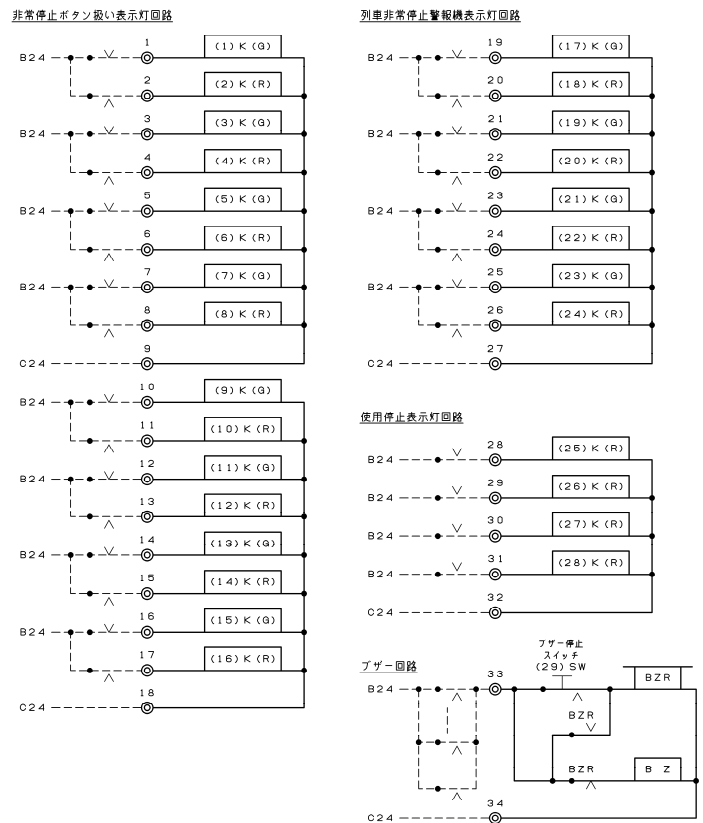 非常停止ボタン扱い表示灯回路
1
(1) K (G)
B24
2
(2) K (R)
3
(3) K (G)
B24
4
(4) K (R)
5
(5) K (G)
B24
6
(6) K (R)
7
(7) K (G)
B24
8
(8) K (R)
9
C24
10
(9) K (G)
B24
11
(10) K (R)
12
(11) K (G)
B24
13
(12) K (R)
14
(13) K (G)
B24
15
(14) K (R)
16
(15) K (G)
B24
17
(16) K (R)
18
C24
列車非常停止警報機表示灯回路
19
(17) K (G)
B24
20
(18) K (R)
21
(19) K (G)
B24
22
(20) K (R)
23
(21) K (G)
B24
24
(22) K (R)
25
(23) K (G)
B24
26
(24) K (R)
27
C24
使用停止表示灯回路
28
(25) K (R)
B24
29
(26) K (R)
B24
30
(27) K (R)
B24
31
(28) K (R)
B24
32
C24
ブザー回路
ブザー停止
スイッチ
(29) SW
33
BZR
B24
BZR
BZR
B Z
34
C24